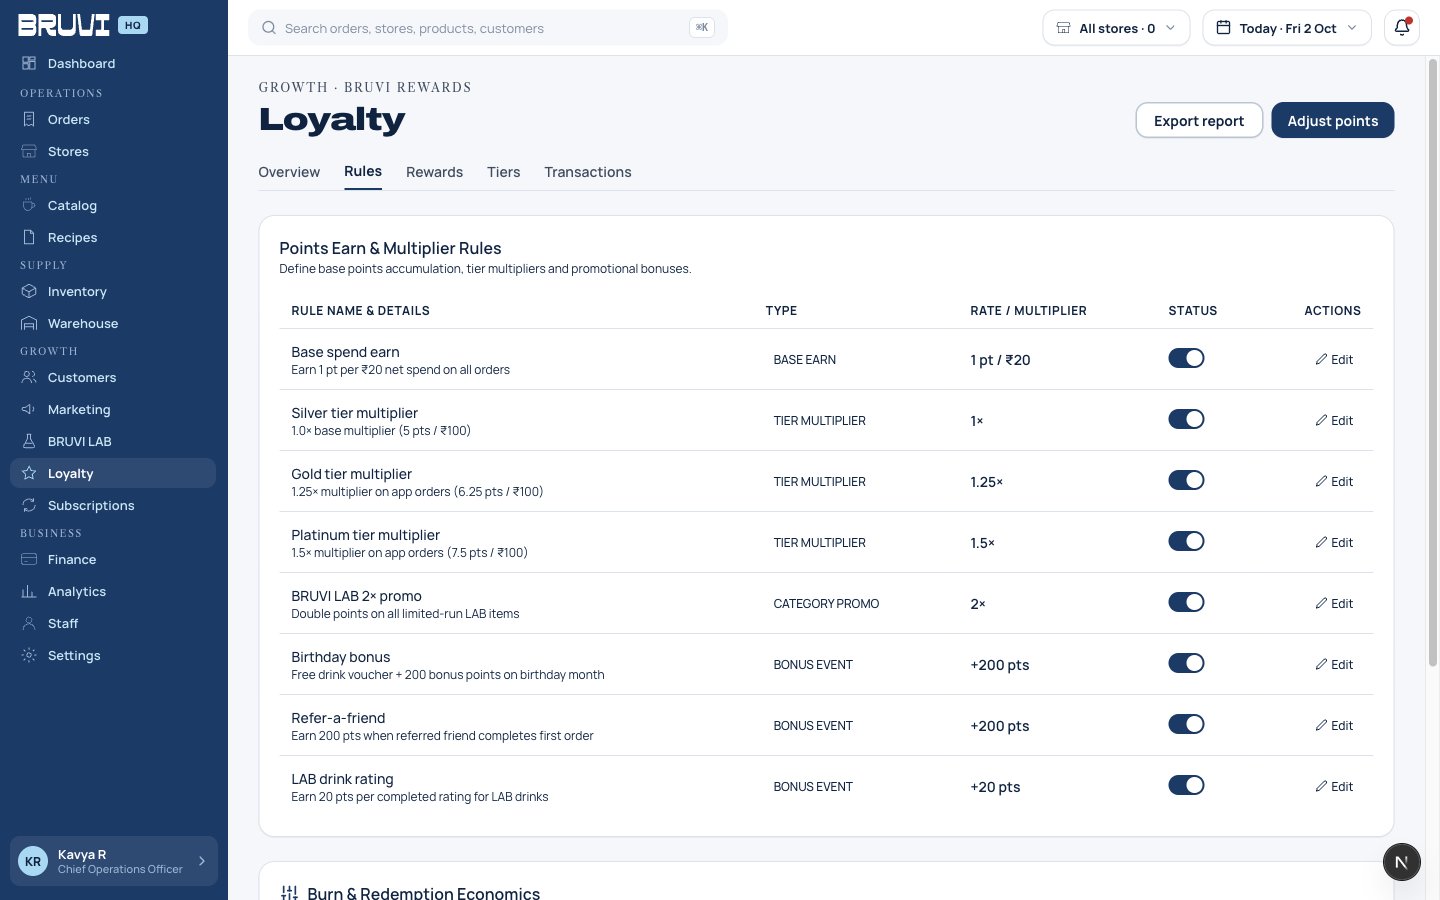 BRUVI HQ
Search orders, stores, products, customers
⌘K
All stores · 0
Today · Fri 2 Oct
Dashboard
OPERATIONS
Orders
Stores
MENU
Catalog
Recipes
SUPPLY
Inventory
Warehouse
GROWTH
Customers
Marketing
BRUVI LAB
Loyalty
Subscriptions
BUSINESS
Finance
Analytics
Staff
Settings
KR
Kavya R
Chief Operations Officer
GROWTH · BRUVI REWARDS
Loyalty
Export report
Adjust points
Overview Rules Rewards Tiers Transactions
Points Earn & Multiplier Rules
Define base points accumulation, tier multipliers and promotional bonuses.
RULE NAME & DETAILS TYPE RATE / MULTIPLIER STATUS ACTIONS
Base spend earn
Earn 1 pt per ₹20 net spend on all orders
BASE EARN 1 pt / ₹20 Edit
Silver tier multiplier
1.0× base multiplier (5 pts / ₹100)
TIER MULTIPLIER 1× Edit
Gold tier multiplier
1.25× multiplier on app orders (6.25 pts / ₹100)
TIER MULTIPLIER 1.25× Edit
Platinum tier multiplier
1.5× multiplier on app orders (7.5 pts / ₹100)
TIER MULTIPLIER 1.5× Edit
BRUVI LAB 2× promo
Double points on all limited-run LAB items
CATEGORY PROMO 2× Edit
Birthday bonus
Free drink voucher + 200 bonus points on birthday month
BONUS EVENT +200 pts Edit
Refer-a-friend
Earn 200 pts when referred friend completes first order
BONUS EVENT +200 pts Edit
LAB drink rating
Earn 20 pts per completed rating for LAB drinks
BONUS EVENT +20 pts Edit
Burn & Redemption Economics
N